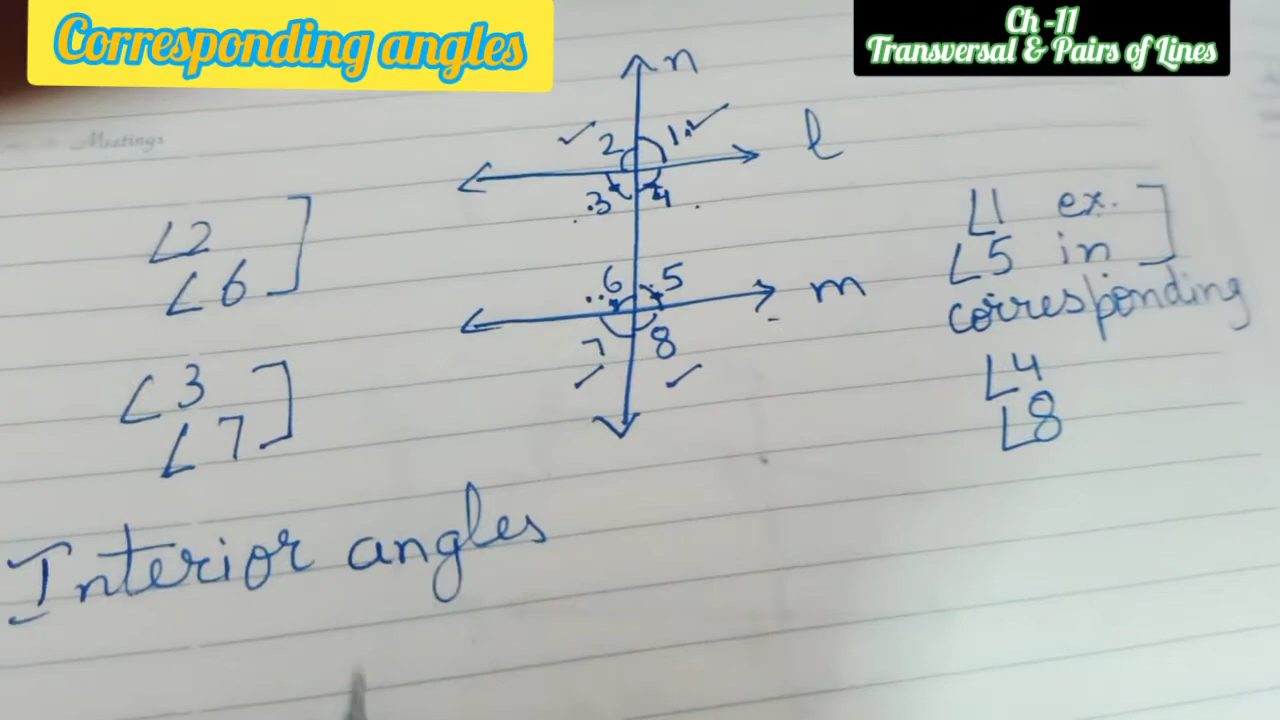 Corresponding angles
Ch -11
Transversal & Pairs of Lines
Meetings
n
2 1
l
3 4
6 5
m
7 8
∠2
∠6
∠3
∠7
∠1 ex.
∠5 in
corresponding
∠4
∠8
Interior angles